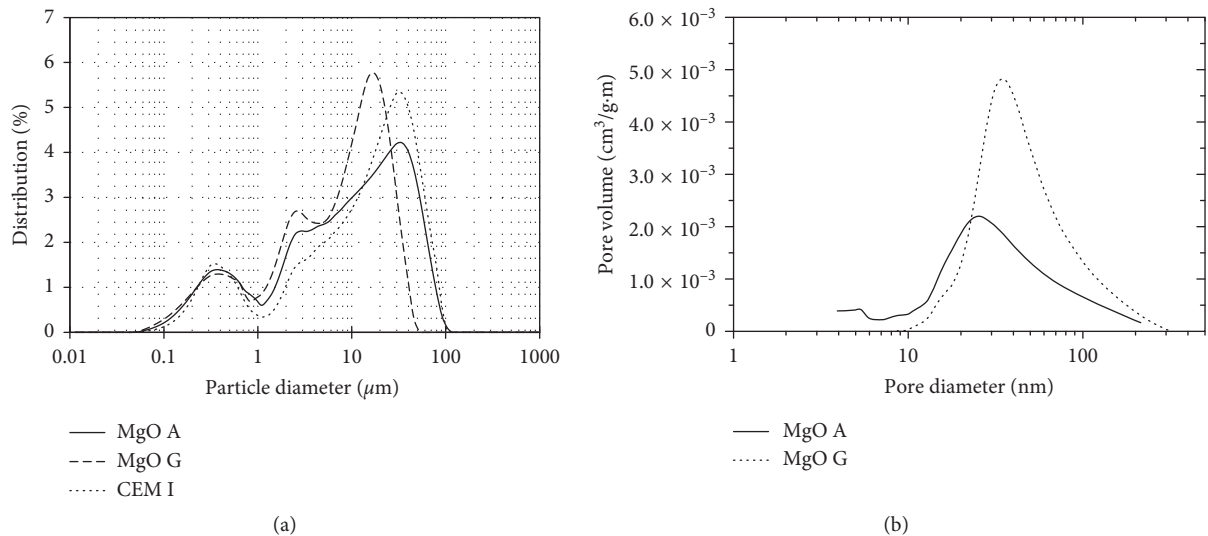 (a)
7
6
5
4
3
2
1
0
Distribution (%)
0.01 0.1 1 10 100 1000
Particle diameter (µm)
MgO A
MgO G
CEM I
(a)
6.0 × 10⁻³
5.0 × 10⁻³
4.0 × 10⁻³
3.0 × 10⁻³
2.0 × 10⁻³
1.0 × 10⁻³
0
Pore volume (cm³/g·m)
1 10 100
Pore diameter (nm)
MgO A
MgO G
(b)